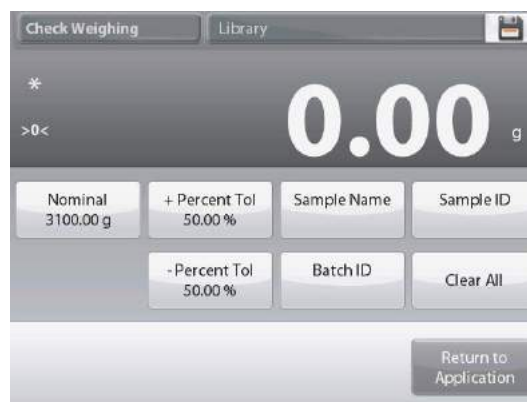 Check Weighing
Library
*
>0<
0.00 g
Nominal
3100.00 g
+ Percent Tol
50.00 %
Sample Name
Sample ID
- Percent Tol
50.00 %
Batch ID
Clear All
Return to
Application